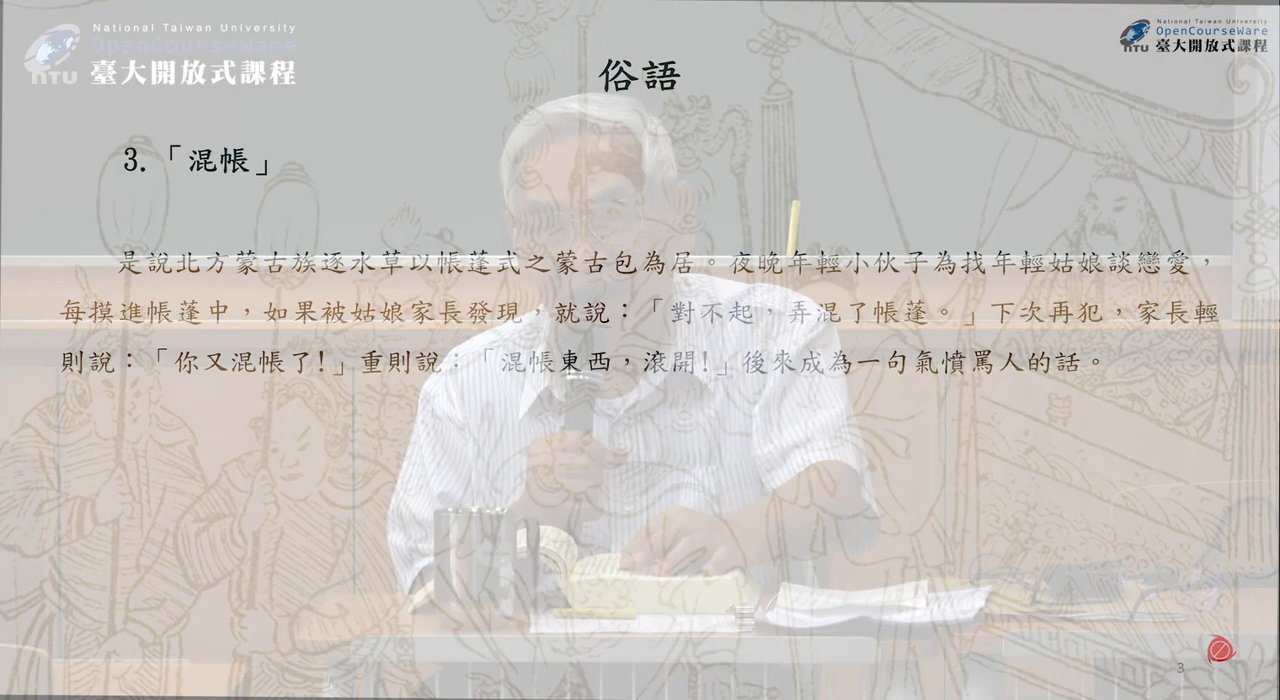 National Taiwan University
OpenCourseWare
NTU 臺大開放式課程
National Taiwan University
OpenCourseWare
NTU 臺大開放式課程
俗語
3.「混帳」
是說北方蒙古族逐水草以帳蓬式之蒙古包為居。夜晚年輕小伙子為找年輕姑娘談戀愛，
每摸進帳蓬中，如果被姑娘家長發現，就說：「對不起，弄混了帳蓬。」下次再犯，家長輕
則說：「你又混帳了!」重則說：「混帳東西，滾開!」後來成為一句氣憤罵人的話。
3